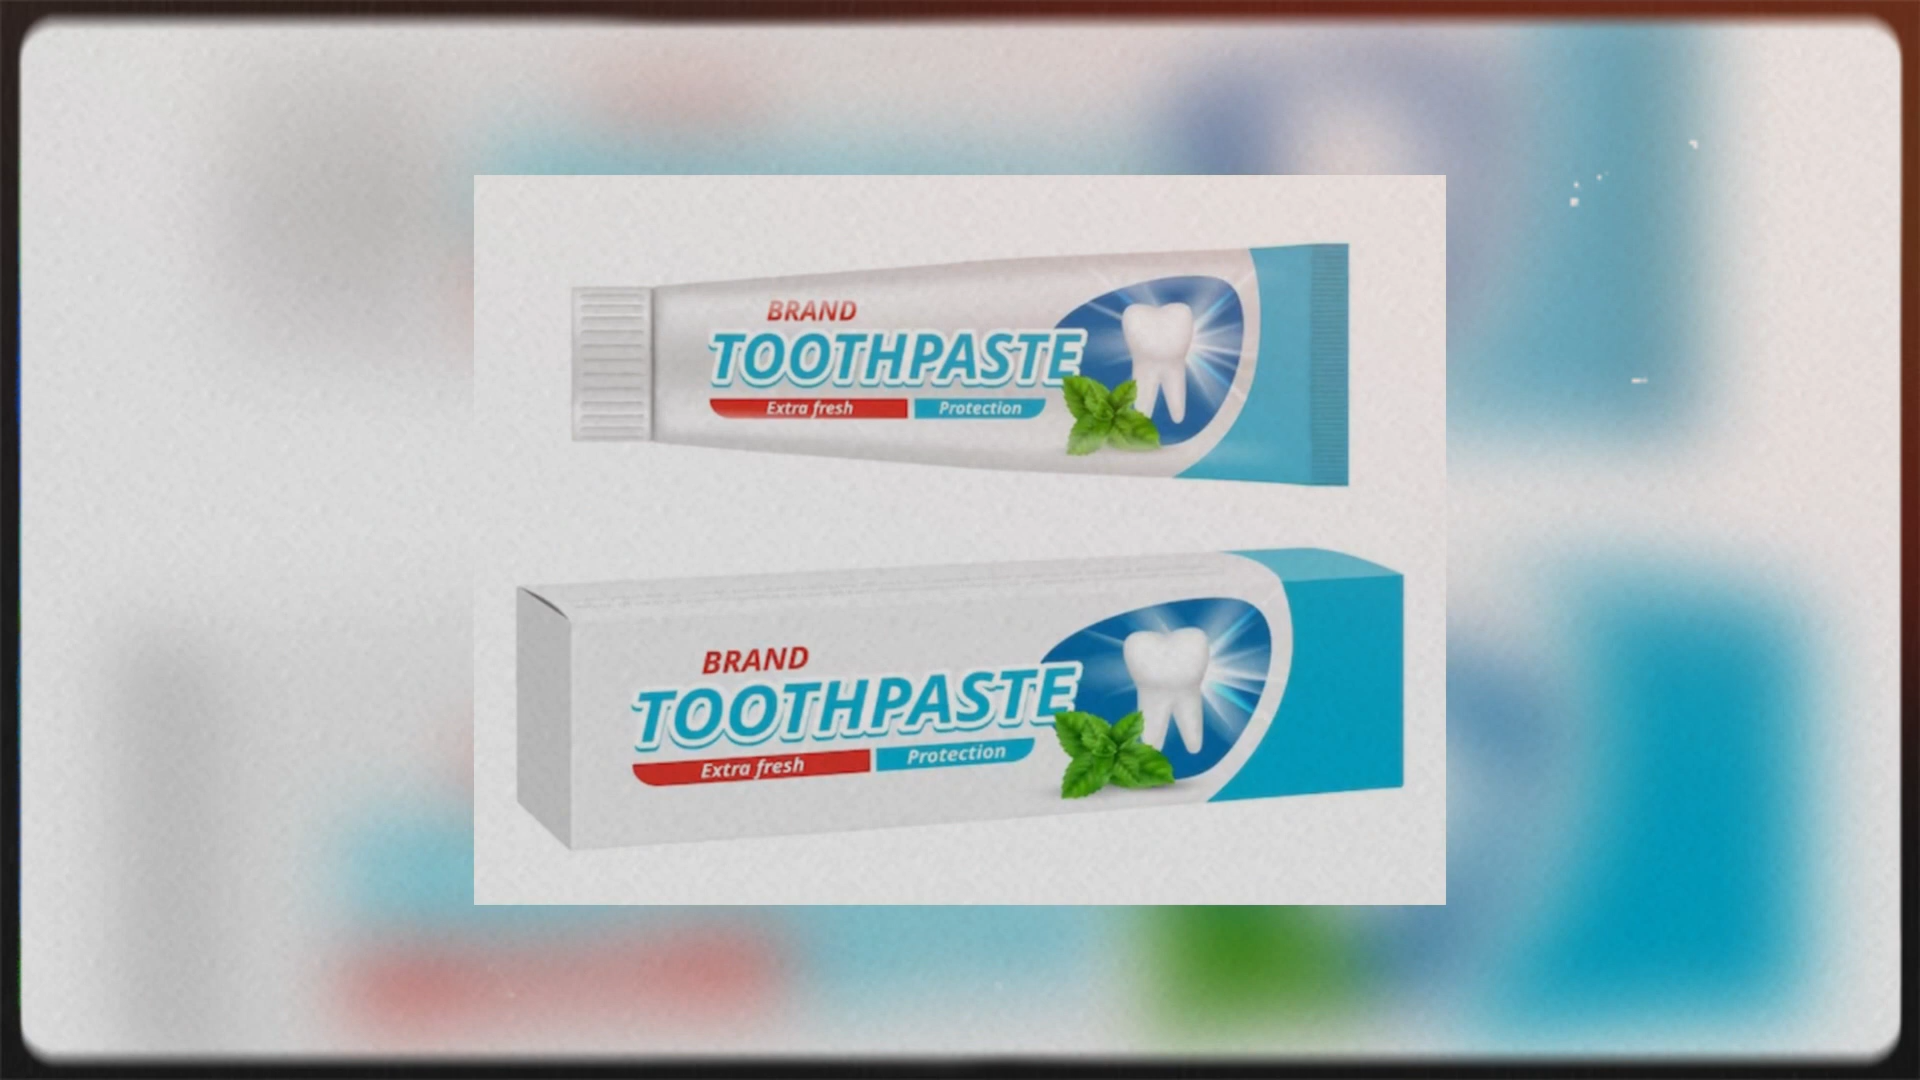 BRAND
TOOTHPASTE
Extra fresh Protection
BRAND
TOOTHPASTE
Extra fresh Protection